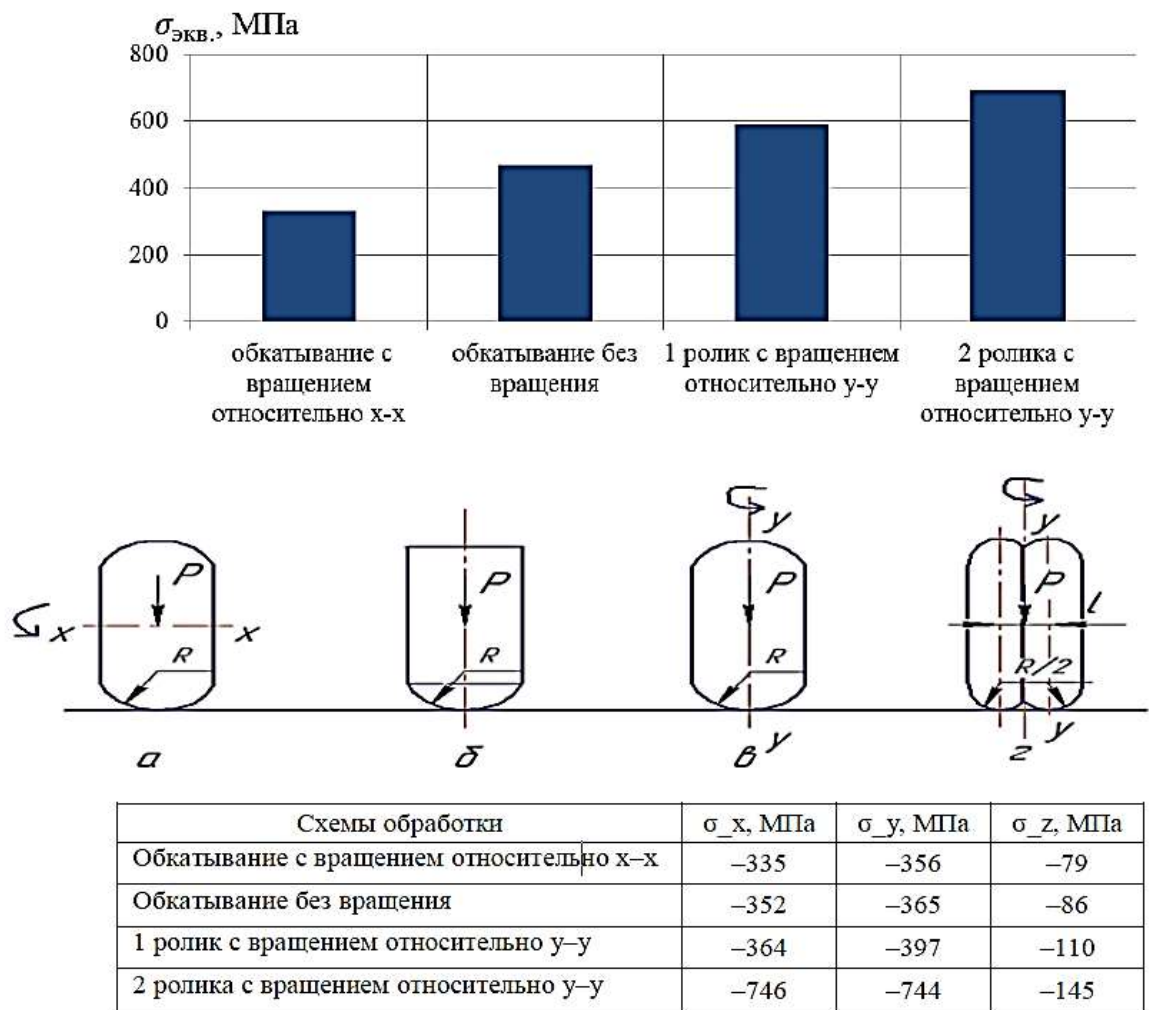 σэкв., МПа
800
600
400
200
0
обкатывание с
вращением
относительно х-х
обкатывание без
вращения
1 ролик с вращением
относительно у-у
2 ролика с
вращением
относительно у-у
x P x
R
а
P
R
б
y
P
R
y
в
y
P l
R/2
y
г
Схемы обработки σ_x, МПа σ_y, МПа σ_z, МПа
Обкатывание с вращением относительно х–х –335 –356 –79
Обкатывание без вращения –352 –365 –86
1 ролик с вращением относительно у–у –364 –397 –110
2 ролика с вращением относительно у–у –746 –744 –145